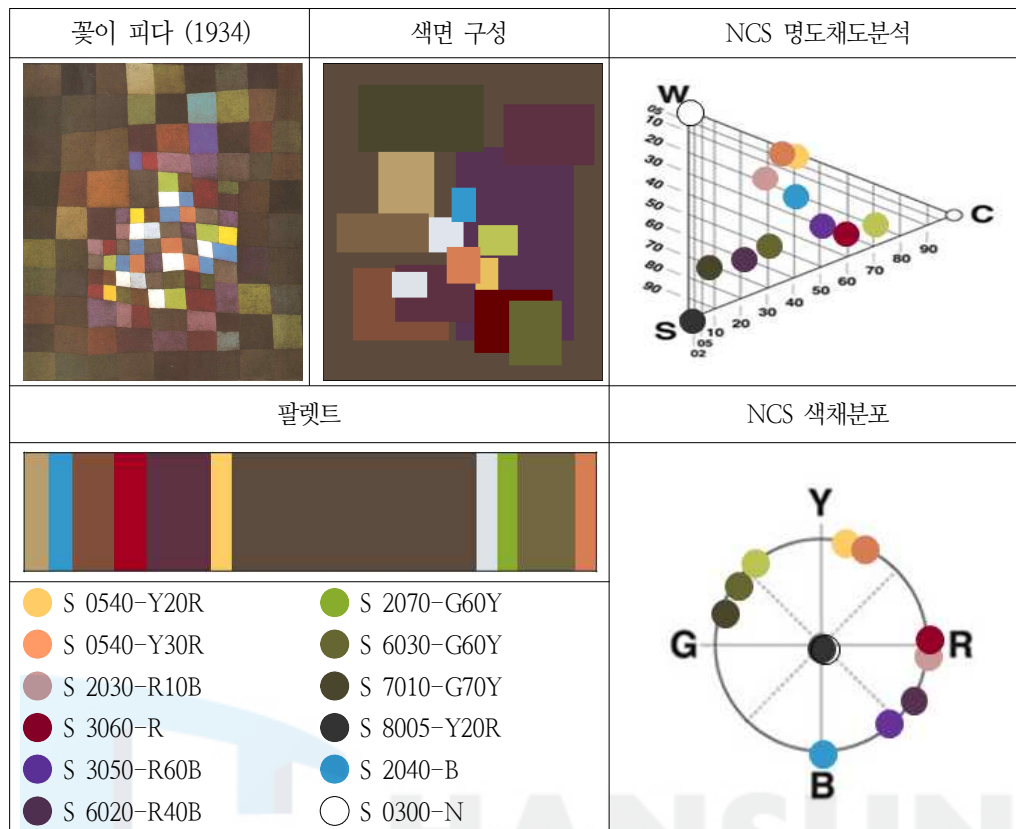 꽃이 피다 (1934)
색면 구성
NCS 명도채도분석
W
05
10
20
30
40
50
60
70
80
90
S
02
05
10
20
30
40
50
60
70
80
90
C
팔렛트
NCS 색채분포
S 0540-Y20R
S 0540-Y30R
S 2030-R10B
S 3060-R
S 3050-R60B
S 6020-R40B
S 2070-G60Y
S 6030-G60Y
S 7010-G70Y
S 8005-Y20R
S 2040-B
S 0300-N
Y
G
R
B
HANSUN